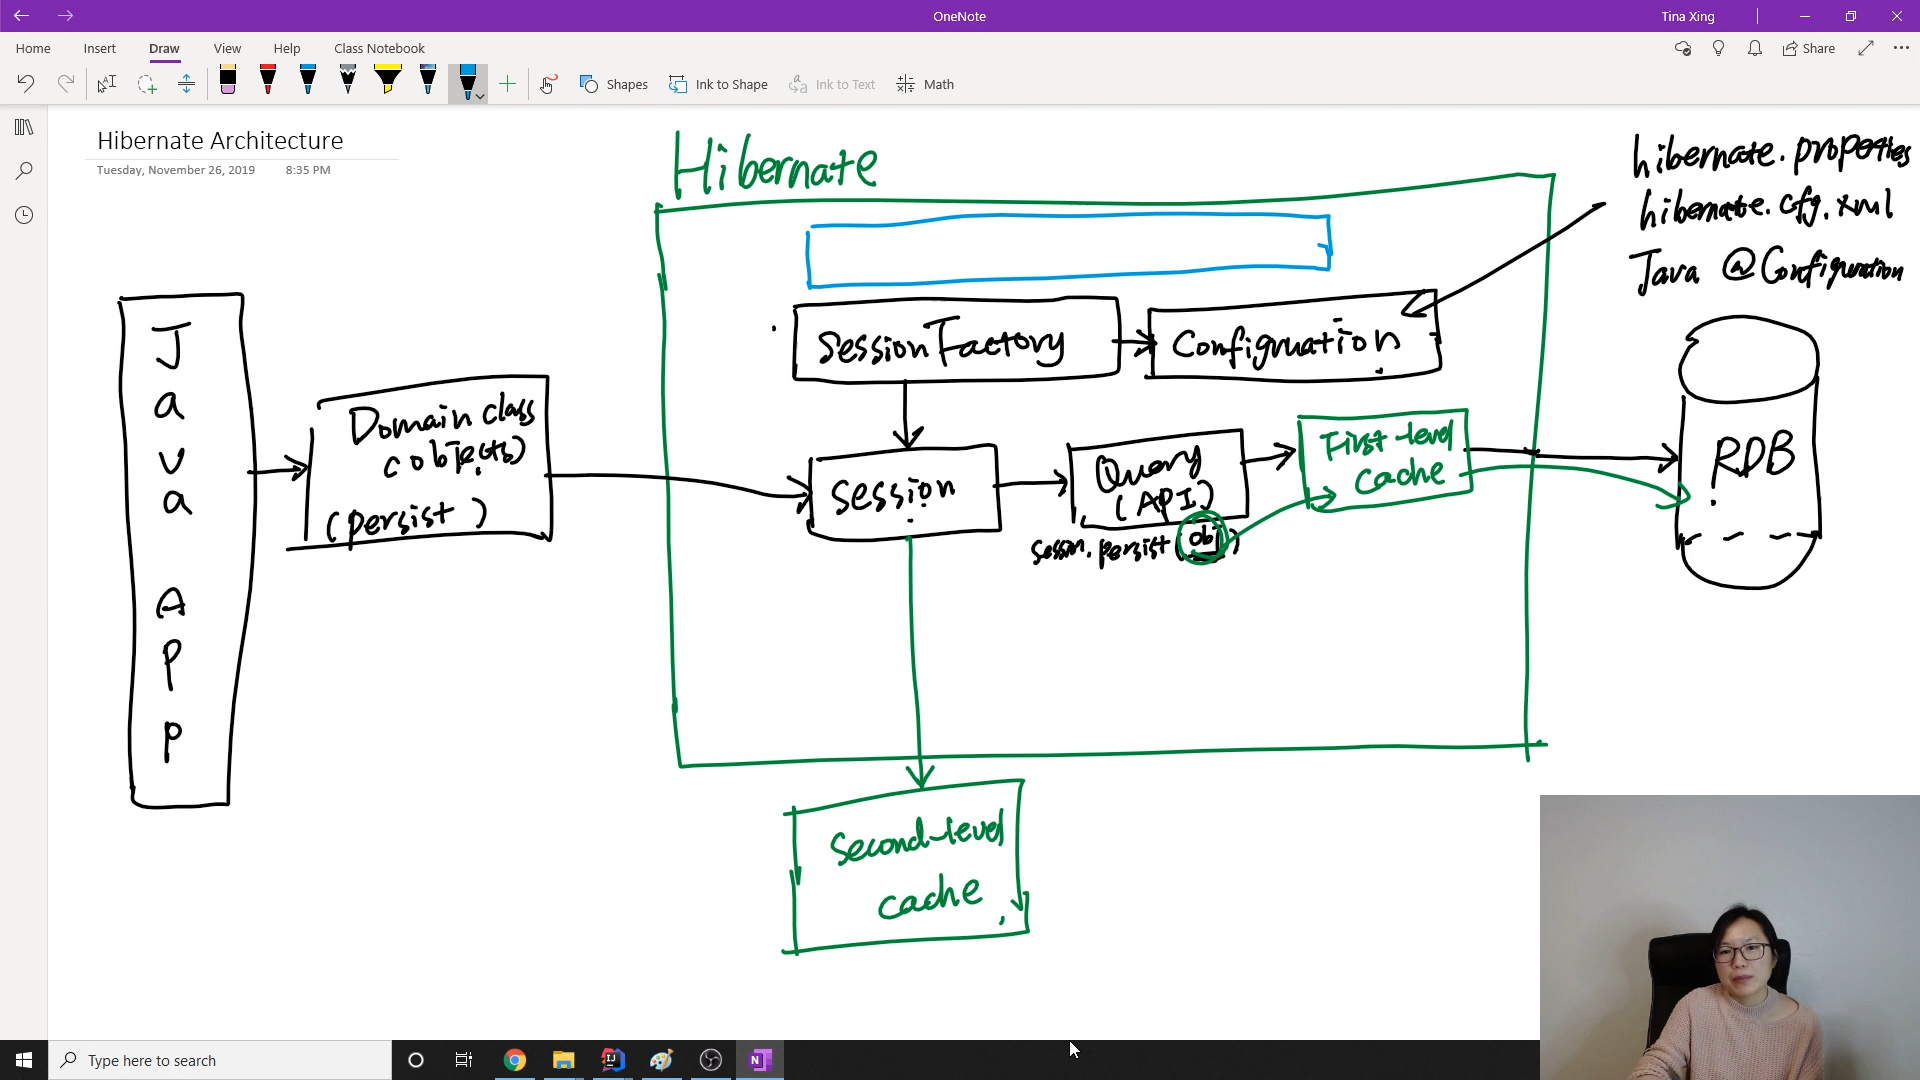 OneNote
Tina Xing
Home Insert Draw View Help Class Notebook
Share
Shapes Ink to Shape Ink to Text Math
Hibernate Architecture
Tuesday, November 26, 2019 8:35 PM
Hibernate
hibernate.properties
hibernate.cfg.xml
Java @Configuration
SessionFactory
Configuration
Java APP
Domain class
(objects)
(persist)
Session
Query
(API)
session.persist(obj)
First-level
cache
RDB
Second-level
cache
Type here to search